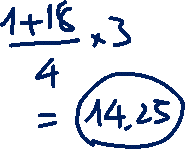 1+18
4
×3
= 14.25